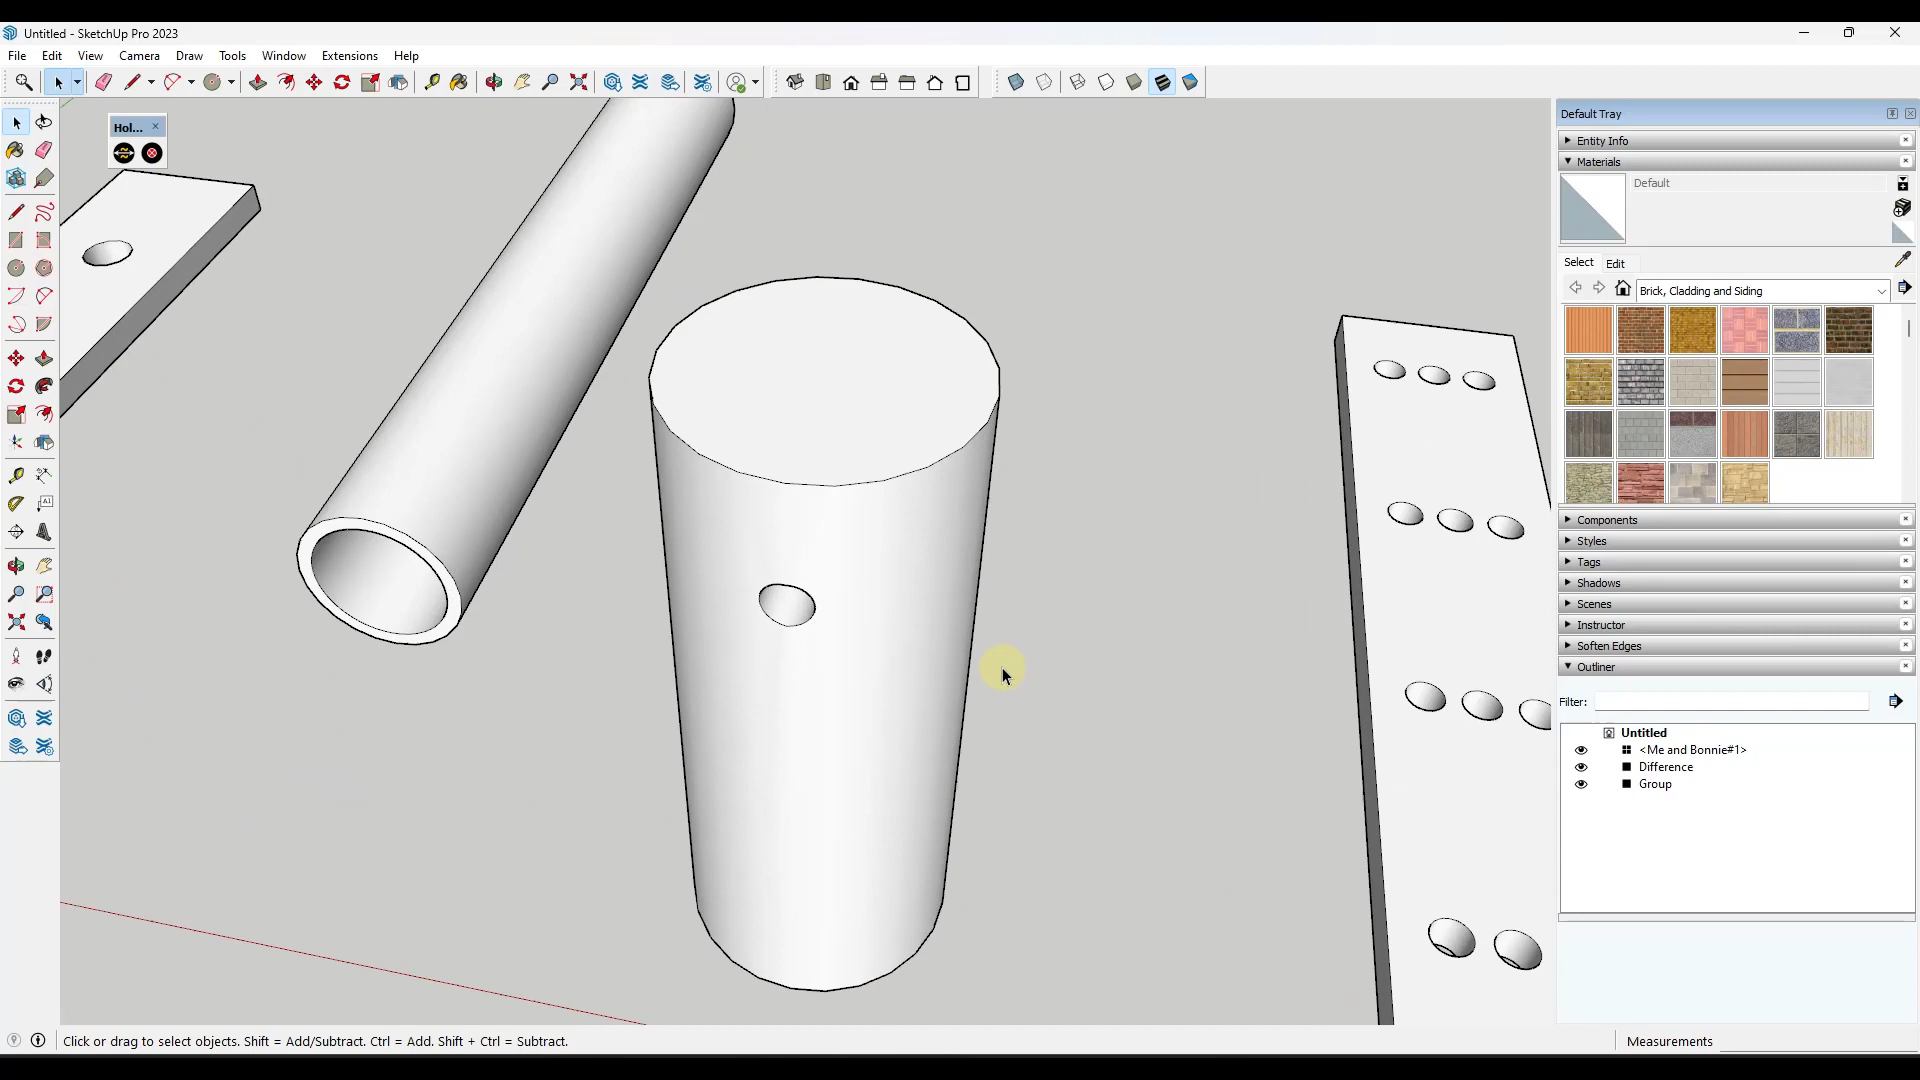 Untitled - SketchUp Pro 2023
File Edit View Camera Draw Tools Window Extensions Help
Hol...
Default Tray
Entity Info
Materials
Default
Select Edit
Brick, Cladding and Siding
Components
Styles
Tags
Shadows
Scenes
Instructor
Soften Edges
Outliner
Filter:
Untitled
<Me and Bonnie#1>
Difference
Group
Click or drag to select objects. Shift = Add/Subtract. Ctrl = Add. Shift + Ctrl = Subtract.
Measurements